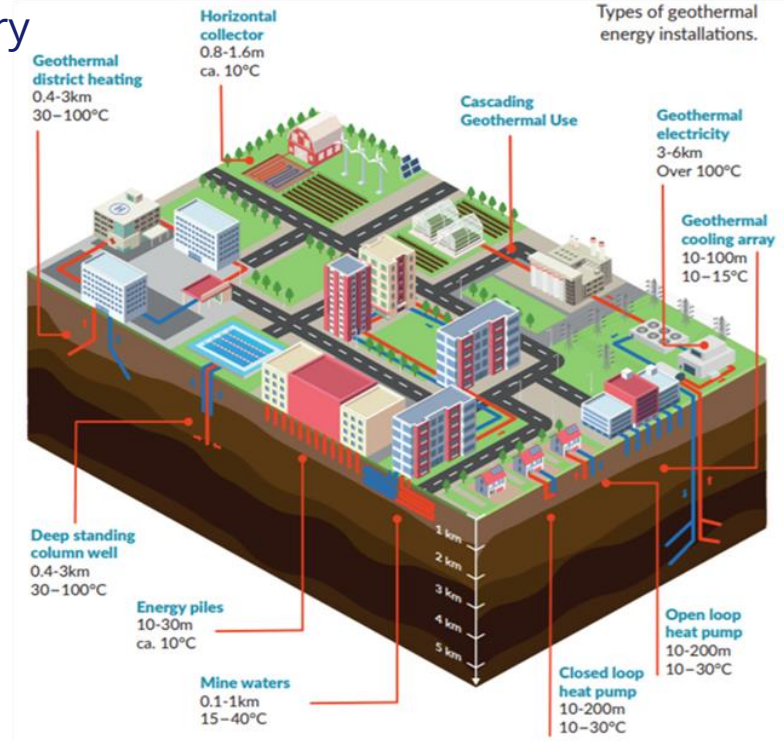 ry
Types of geothermal
energy installations.
Horizontal
collector
0.8-1.6m
ca. 10°C
Geothermal
district heating
0.4-3km
30–100°C
Cascading
Geothermal Use
Geothermal
electricity
3-6km
Over 100°C
Geothermal
cooling array
10-100m
10–15°C
H
1 km
2 km
3 km
4 km
5 km
Deep standing
column well
0.4-3km
30–100°C
Energy piles
10-30m
ca. 10°C
Mine waters
0.1-1km
15–40°C
Open loop
heat pump
10-200m
10–30°C
Closed loop
heat pump
10-200m
10–30°C